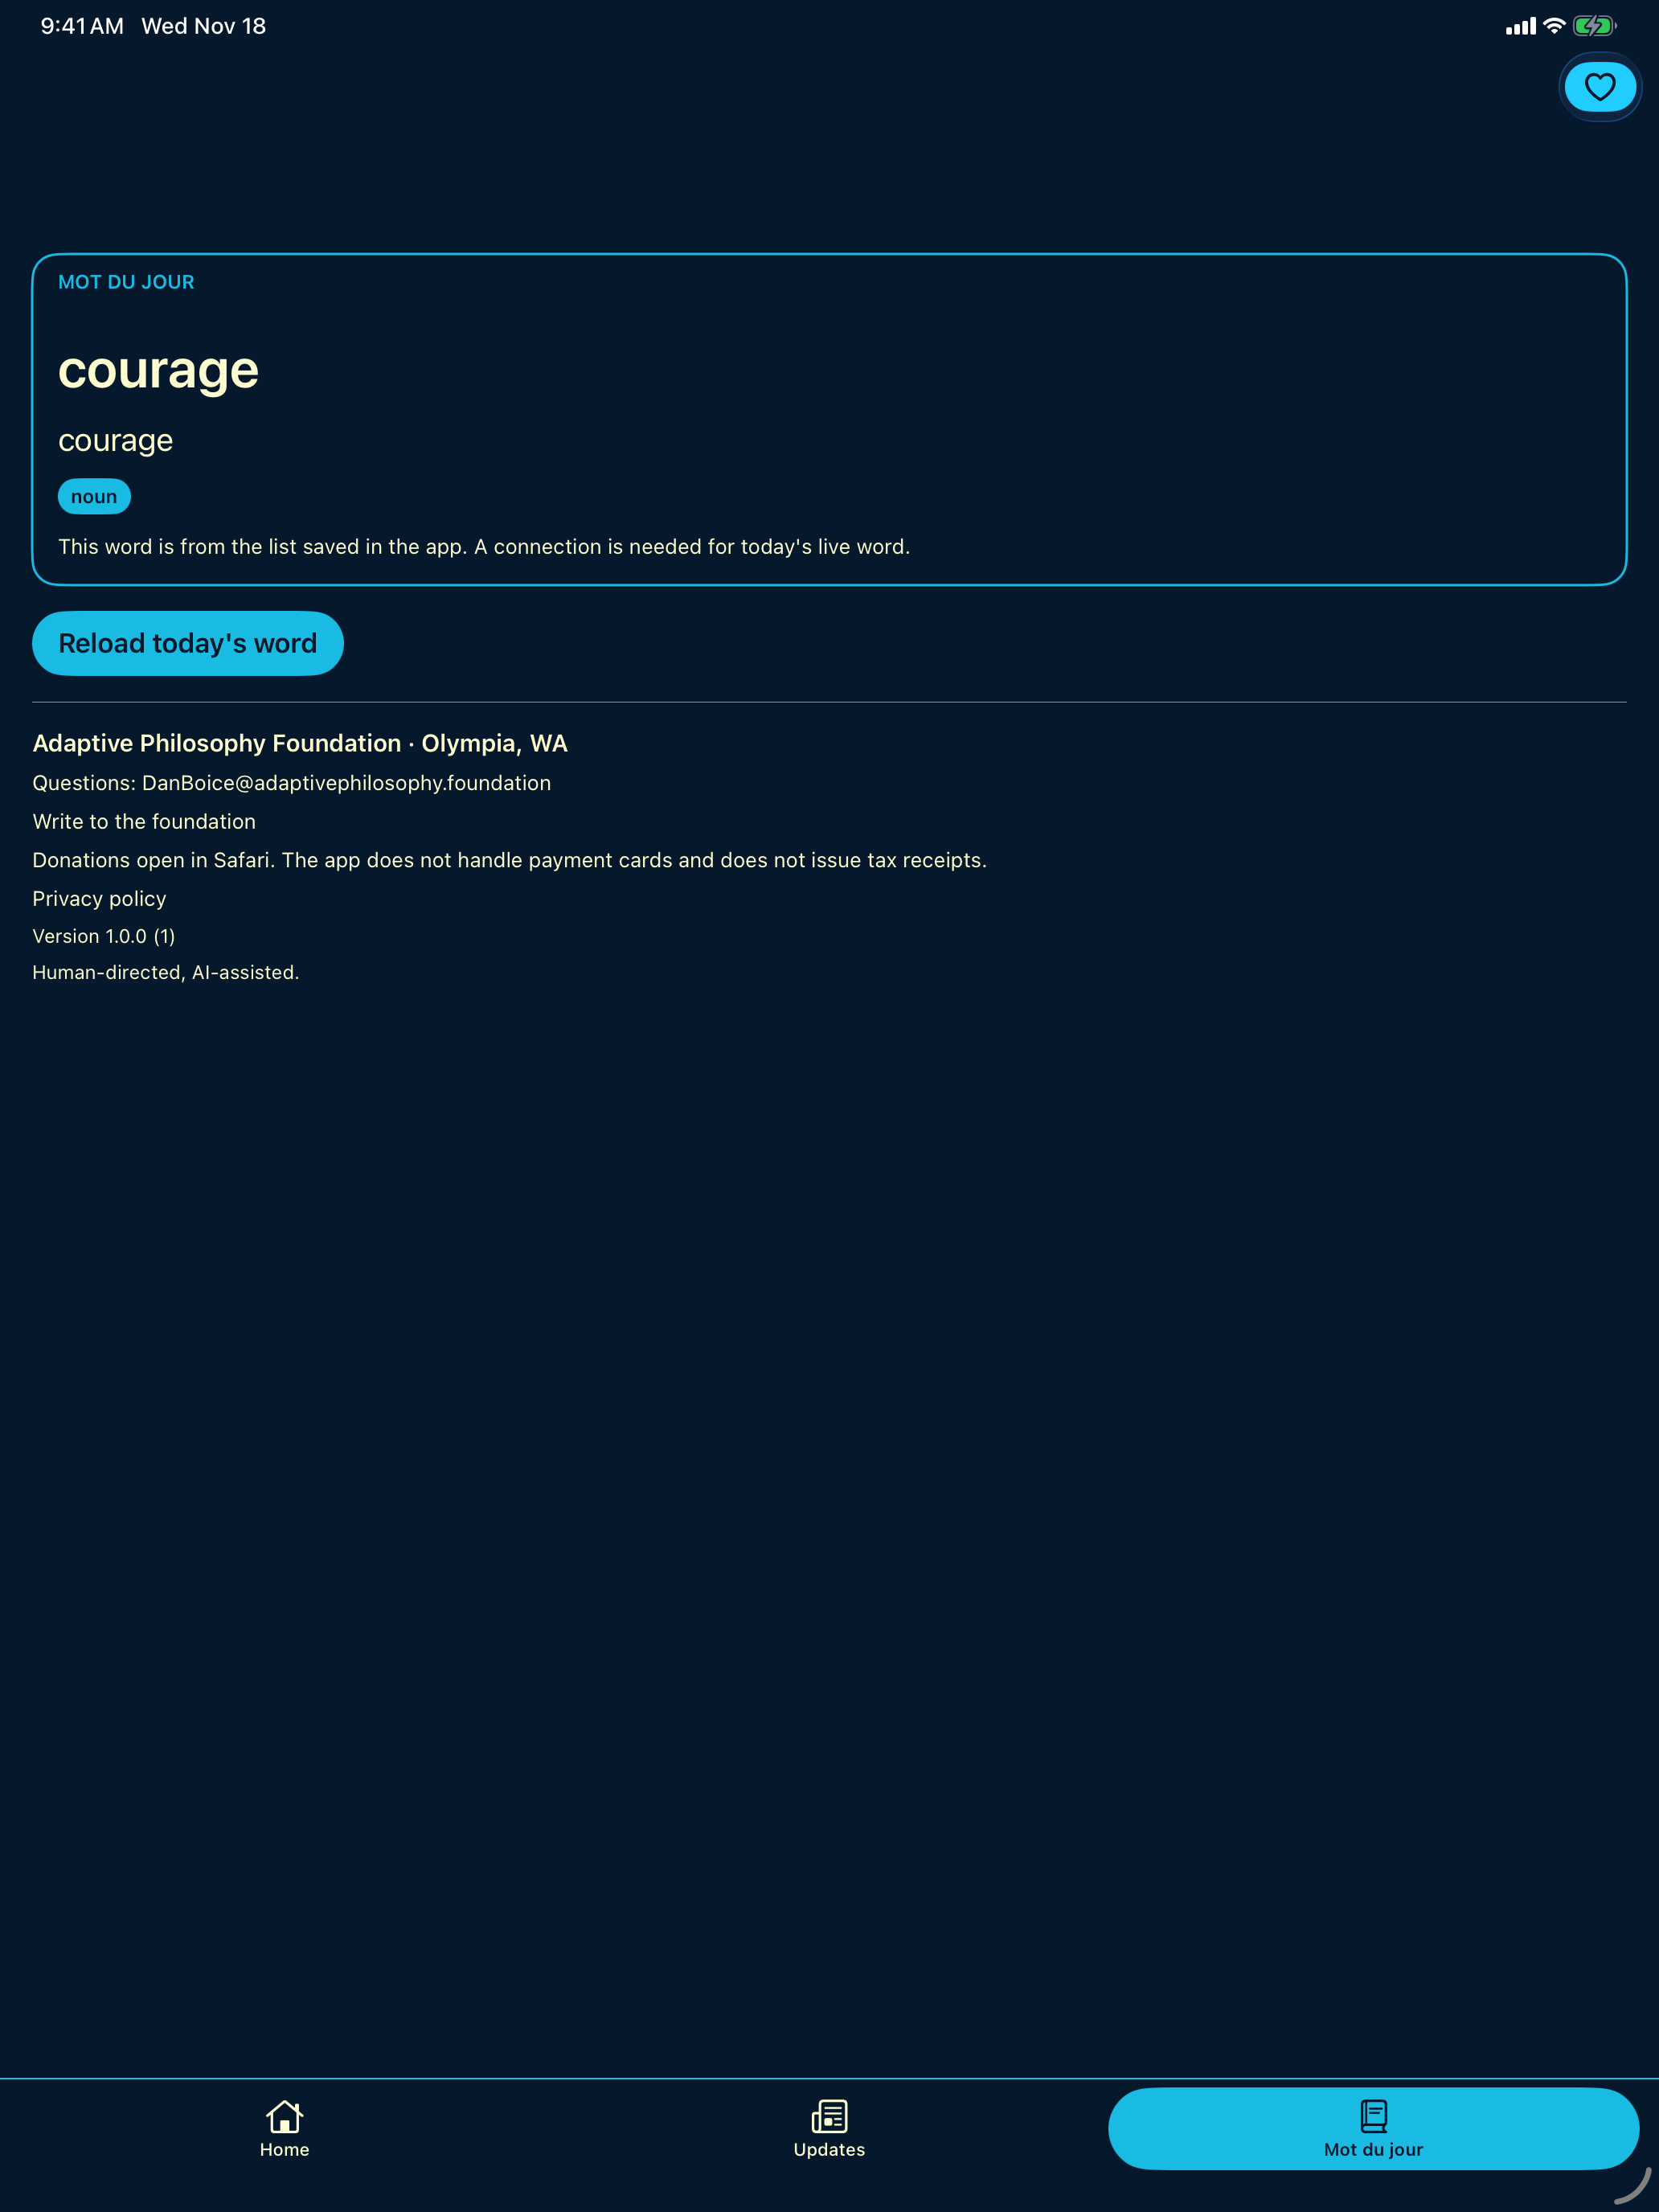 9:41 AM Wed Nov 18
MOT DU JOUR
courage
courage
noun
This word is from the list saved in the app. A connection is needed for today's live word.
Reload today's word
Adaptive Philosophy Foundation · Olympia, WA
Questions: DanBoice@adaptivephilosophy.foundation
Write to the foundation
Donations open in Safari. The app does not handle payment cards and does not issue tax receipts.
Privacy policy
Version 1.0.0 (1)
Human-directed, AI-assisted.
Home
Updates
Mot du jour